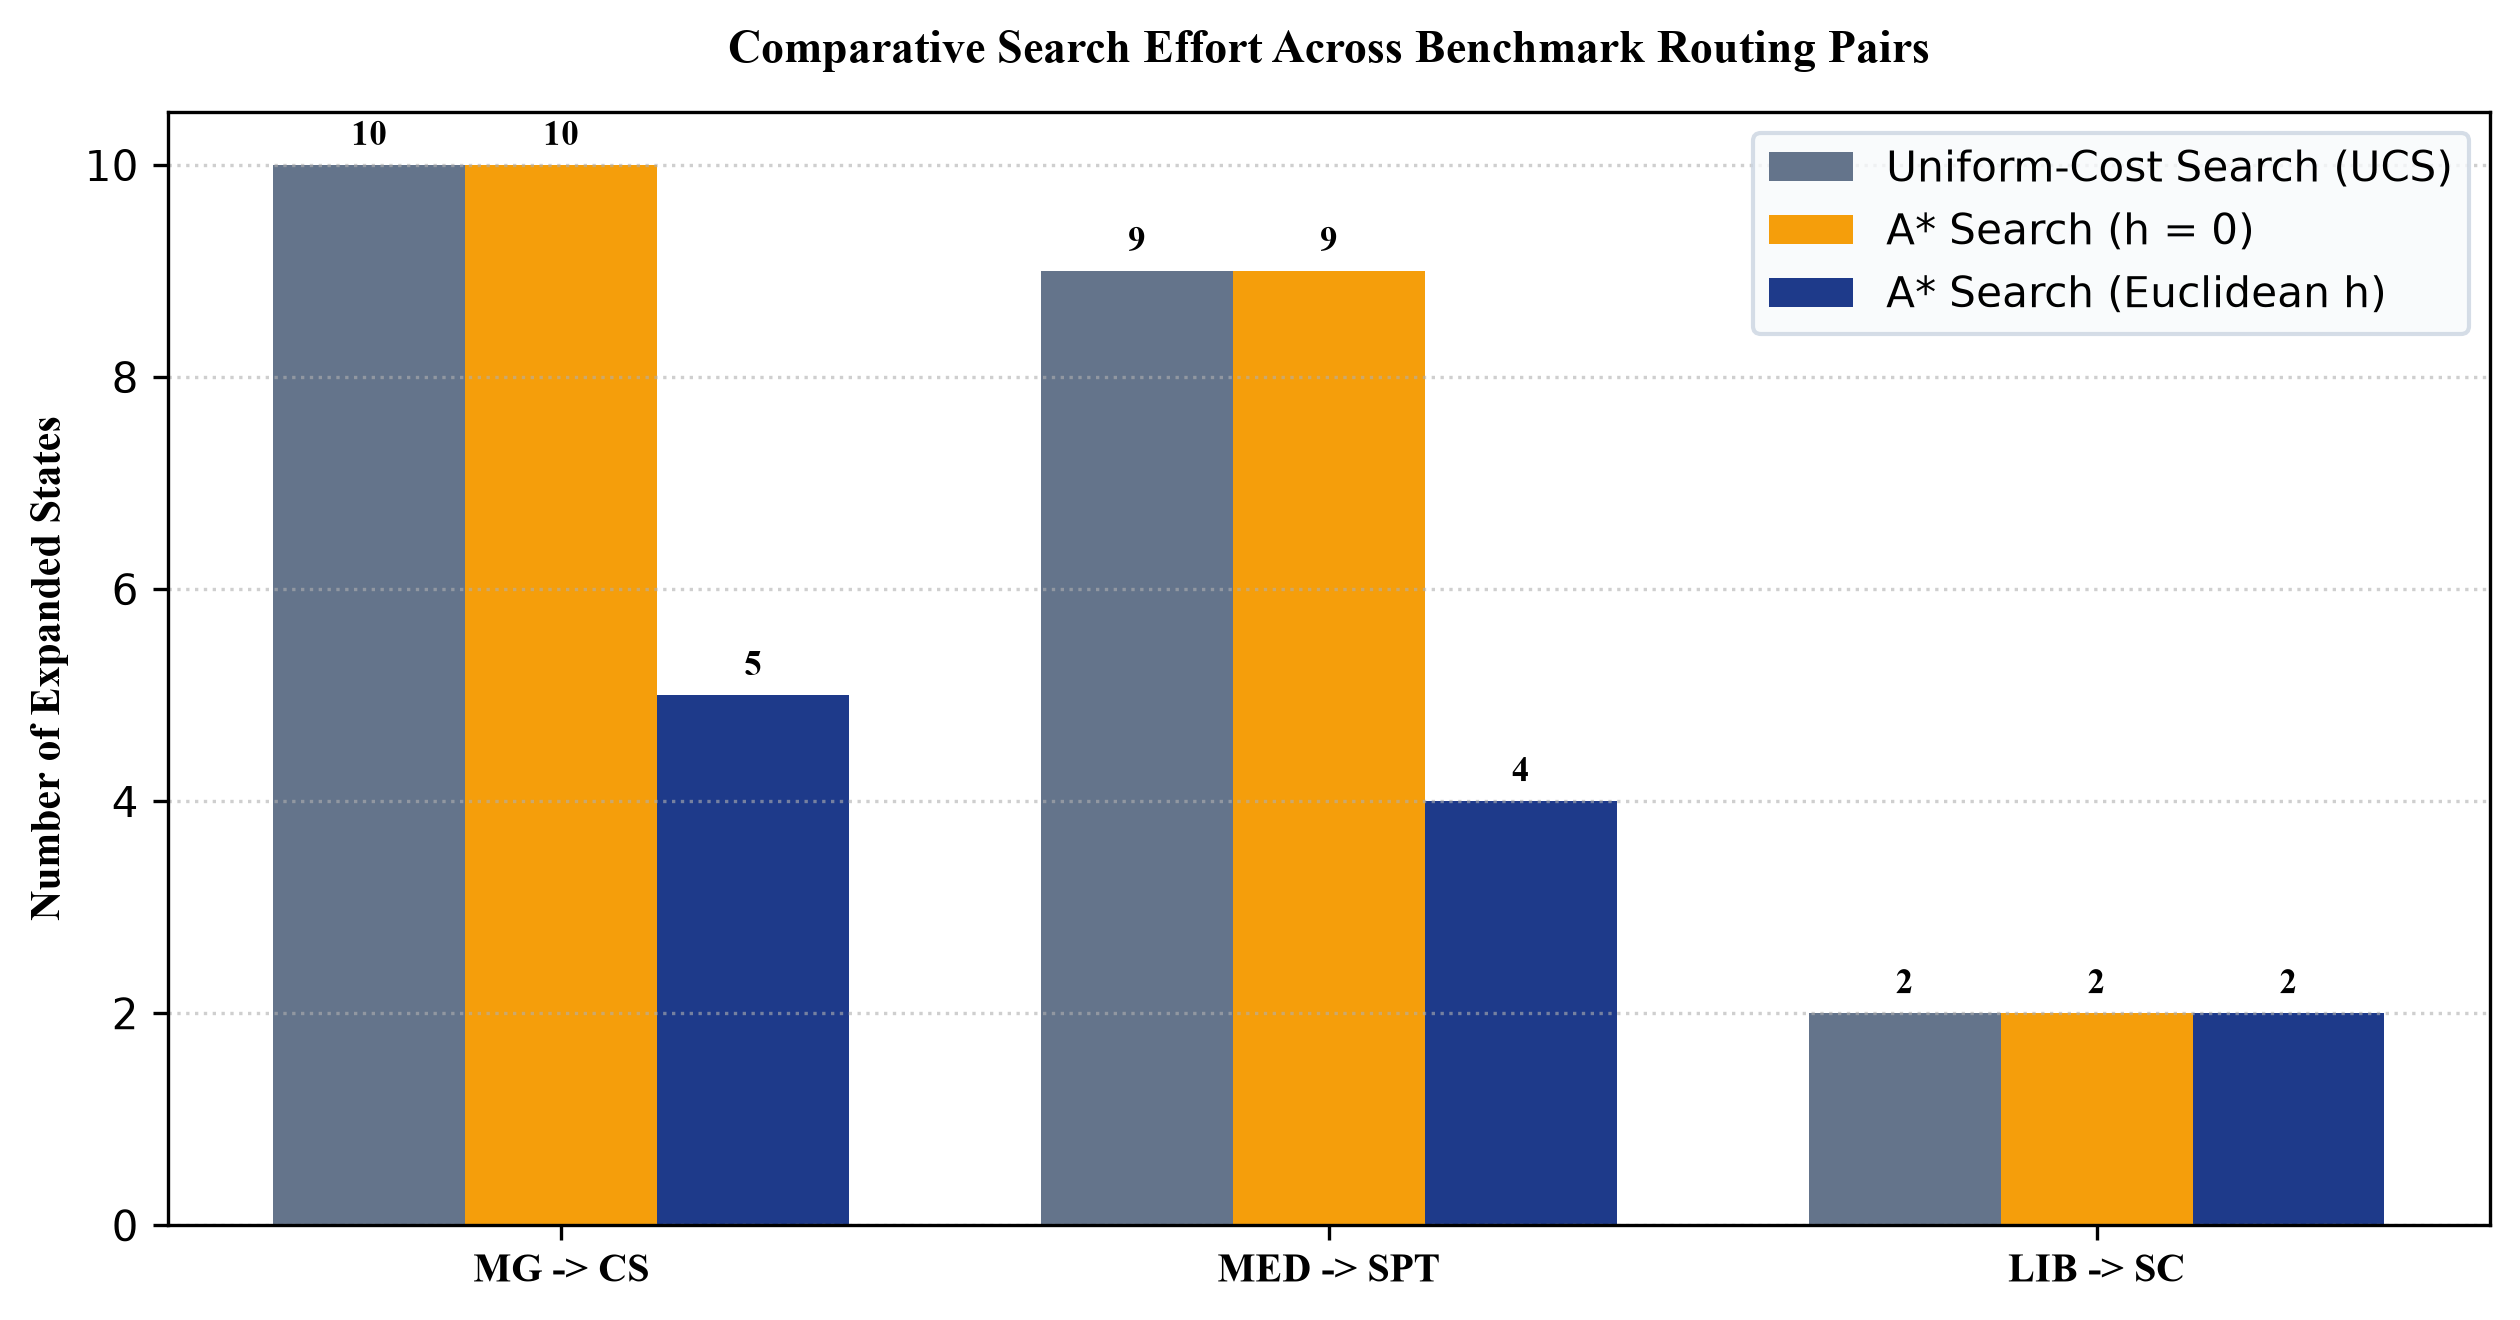 Comparative Search Effort Across Benchmark Routing Pairs
Number of Expanded States
10
8
6
4
2
0
10
10
5
9
9
4
2
2
2
MG -> CS
MED -> SPT
LIB -> SC
Uniform-Cost Search (UCS)
A* Search (h = 0)
A* Search (Euclidean h)